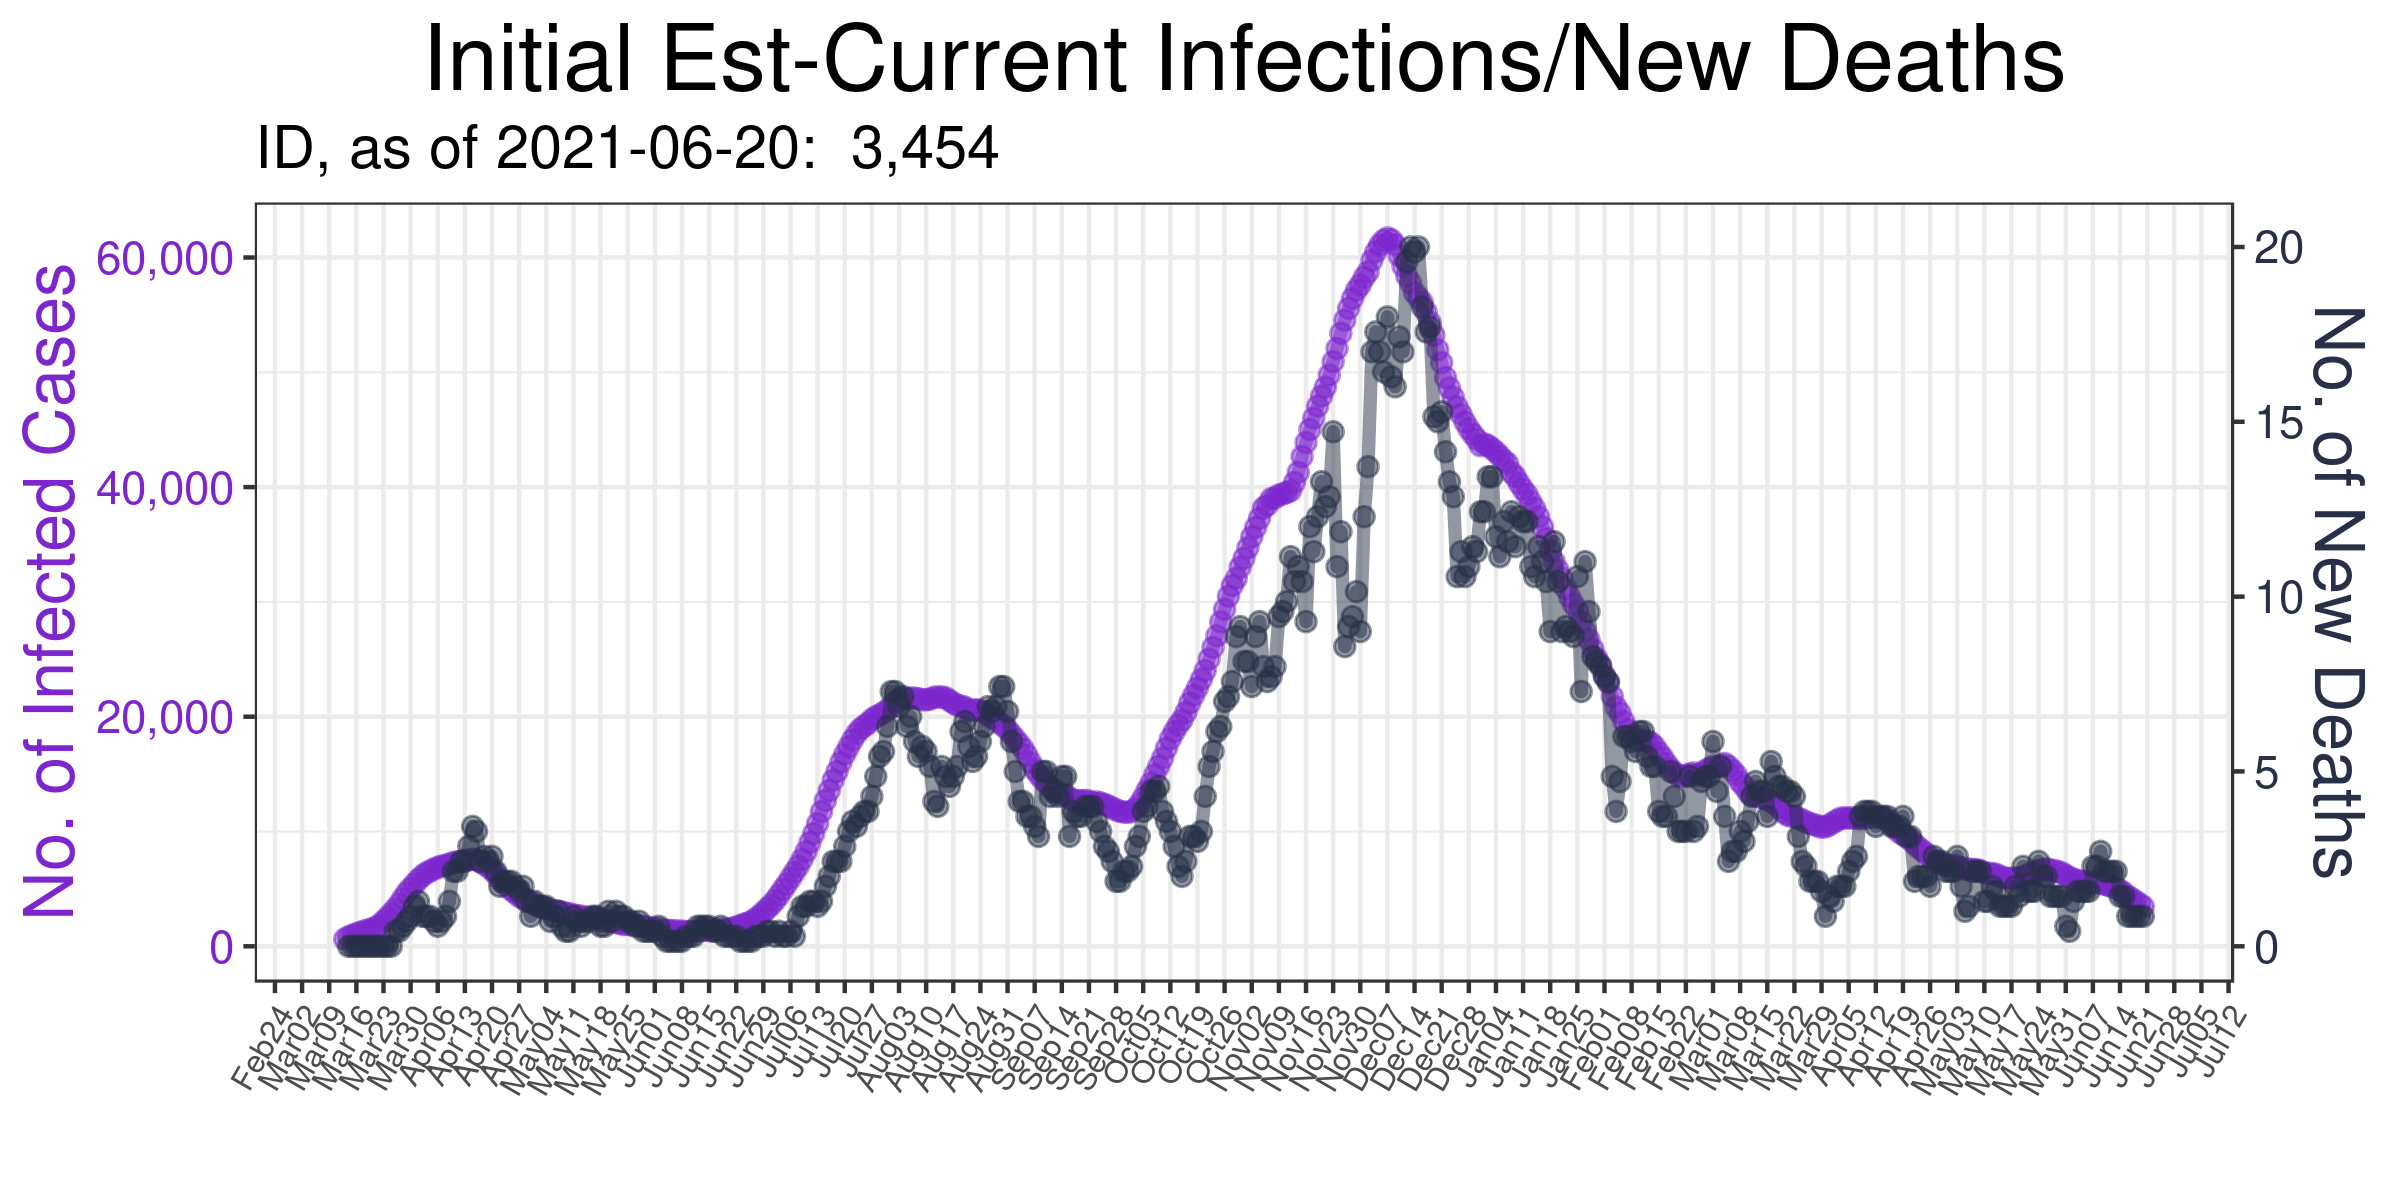 Initial Est-Current Infections/New Deaths
ID, as of 2021-06-20: 3,454
No. of Infected Cases
60,000
40,000
20,000
0
20
15
10
5
0
No. of New Deaths
Feb24
Mar02
Mar09
Mar16
Mar23
Mar30
Apr06
Apr13
Apr20
Apr27
May04
May11
May18
May25
Jun01
Jun08
Jun15
Jun22
Jun29
Jul06
Jul13
Jul20
Jul27
Aug03
Aug10
Aug17
Aug24
Aug31
Sep07
Sep14
Sep21
Sep28
Oct05
Oct12
Oct19
Oct26
Nov02
Nov09
Nov16
Nov23
Nov30
Dec07
Dec14
Dec21
Dec28
Jan04
Jan11
Jan18
Jan25
Feb01
Feb08
Feb15
Feb22
Mar01
Mar08
Mar15
Mar22
Mar29
Apr05
Apr12
Apr19
Apr26
May03
May10
May17
May24
May31
Jun07
Jun14
Jun21
Jun28
Jul05
Jul12